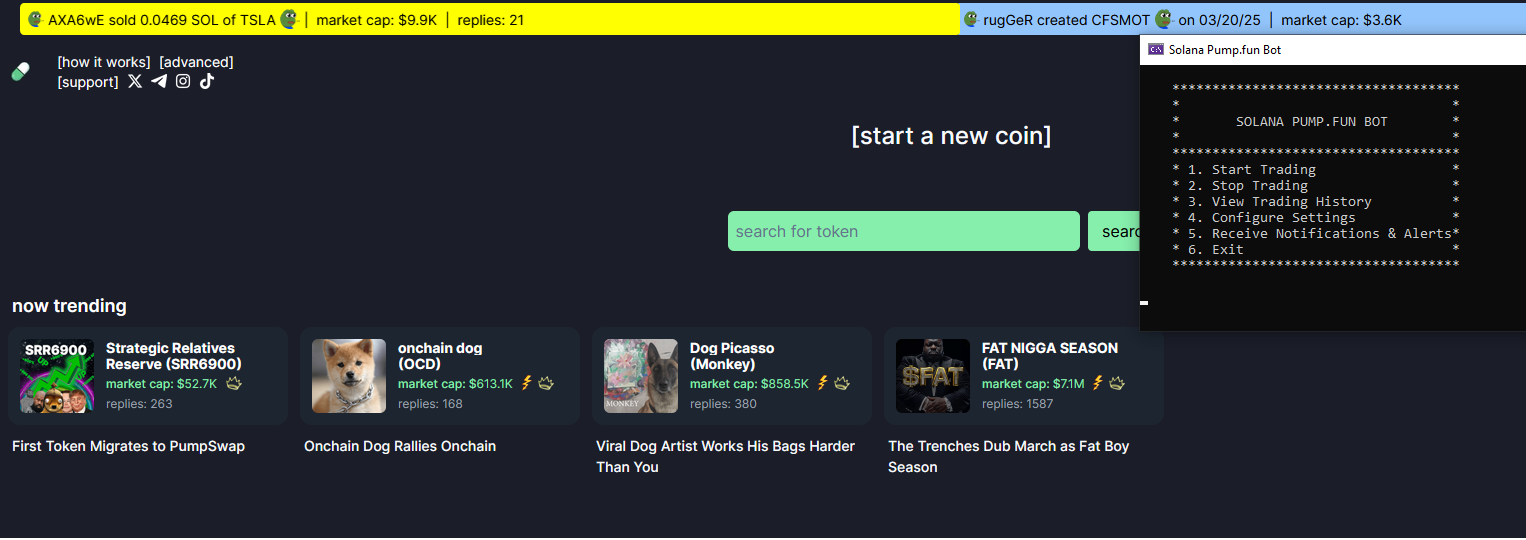 AXA6wE sold 0.0469 SOL of TSLA | market cap: $9.9K | replies: 21
rugGeR created CFSMOT on 03/20/25 | market cap: $3.6K
[how it works] [advanced]
[support]
[start a new coin]
search for token
searc
Solana Pump.fun Bot
************************************
* *
* SOLANA PUMP.FUN BOT *
* *
************************************
* 1. Start Trading *
* 2. Stop Trading *
* 3. View Trading History *
* 4. Configure Settings *
* 5. Receive Notifications & Alerts*
* 6. Exit *
************************************
now trending
SRR6900
Strategic Relatives
Reserve (SRR6900)
market cap: $52.7K
replies: 263
First Token Migrates to PumpSwap
onchain dog
(OCD)
market cap: $613.1K
replies: 168
Onchain Dog Rallies Onchain
MONKEY
Dog Picasso
(Monkey)
market cap: $858.5K
replies: 380
Viral Dog Artist Works His Bags Harder
Than You
$FAT
FAT NIGGA SEASON
(FAT)
market cap: $7.1M
replies: 1587
The Trenches Dub March as Fat Boy
Season